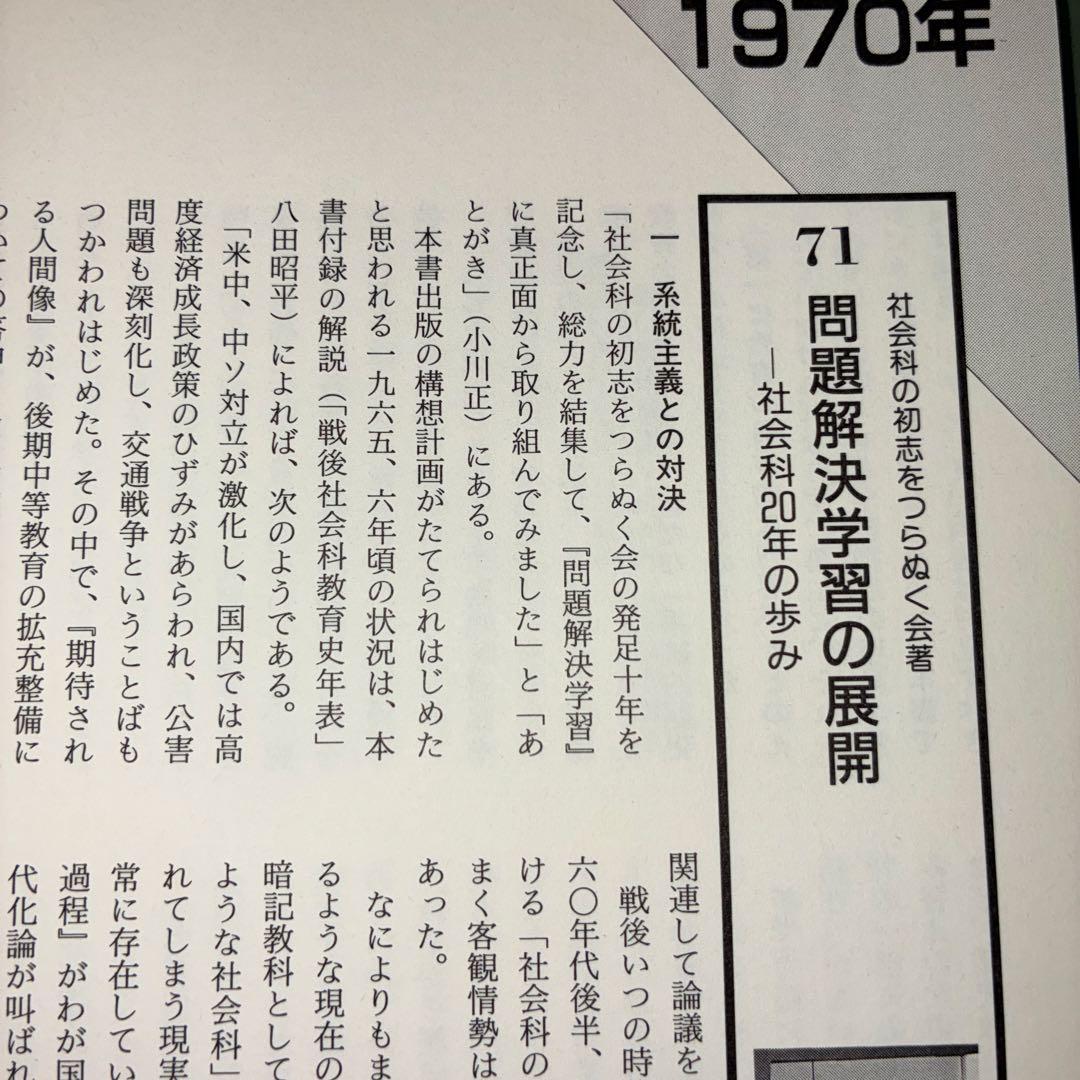 1970年
社会科の初志をつらぬく会著
71 問題解決学習の展開
―社会科20年の歩み
一 系統主義との対決
「社会科の初志をつらぬく会の発足十年を
記念し、総力を結集して、『問題解決学習』
に真正面から取り組んでみました」と「あ
とがき」（小川正）にある。
本書出版の構想計画がたてられはじめた
と思われる一九六五、六年頃の状況は、本
書付録の解説（「戦後社会科教育史年表」
八田昭平）によれば、次のようである。
「米中、中ソ対立が激化し、国内では高
度経済成長政策のひずみがあらわれ、公害
問題も深刻化し、交通戦争ということばも
つかわれはじめた。その中で、『期待され
る人間像』が、後期中等教育の拡充整備に
関連して論議を
戦後いつの時
六〇年代後半、
ける「社会科の
まく客観情勢は
あった。
なによりもま
るような現在の
暗記教科として
ような社会科」
れてしまう現実
常に存在してい
過程』がわが国
代化論が叫ばれ